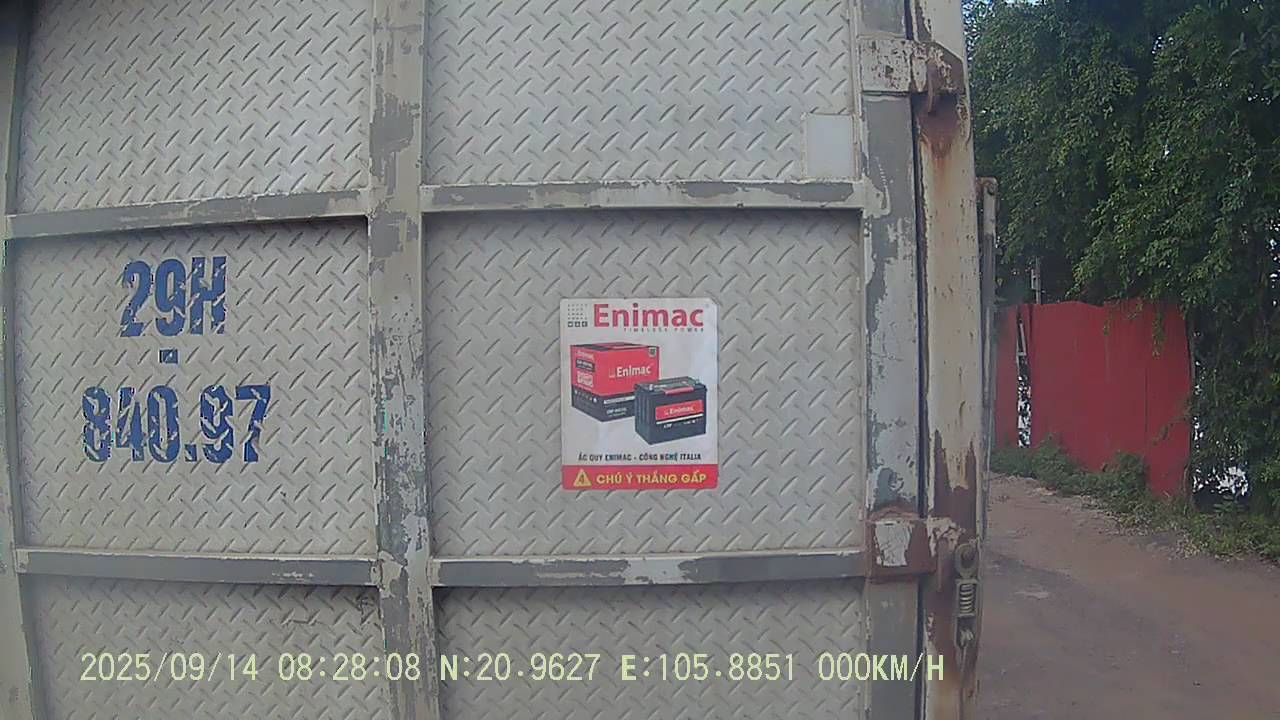 29H
-
840.97
Enimac
TIMELESS POWER
Enimac
Enimac
ẮC QUY ENIMAC - CÔNG NGHỆ ITALIA
CHÚ Ý THẮNG GẤP
2025/09/14 08:28:08 N:20.9627 E:105.8851 000KM/H